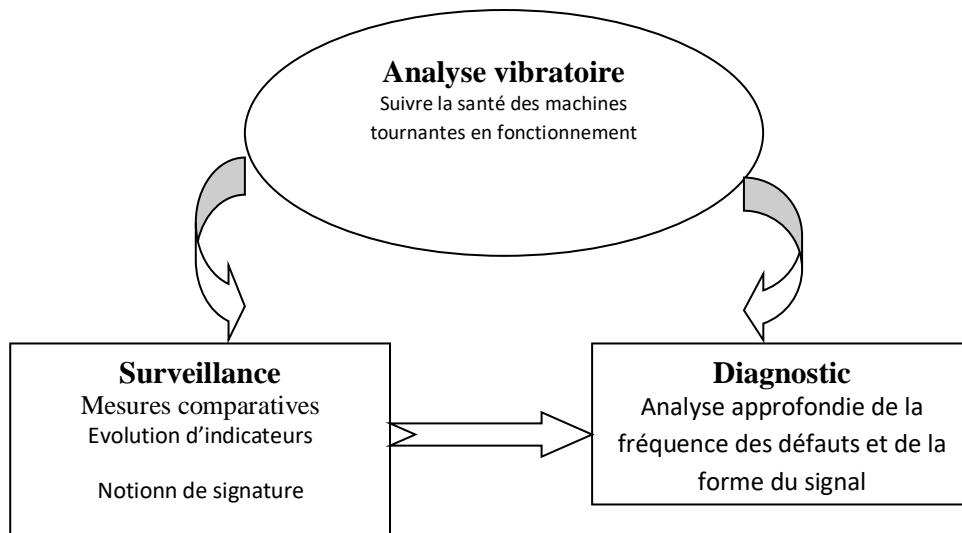 Analyse vibratoire
Suivre la santé des machines
tournantes en fonctionnement
Surveillance
Mesures comparatives
Evolution d’indicateurs
Notionn de signature
Diagnostic
Analyse approfondie de la
fréquence des défauts et de la
forme du signal